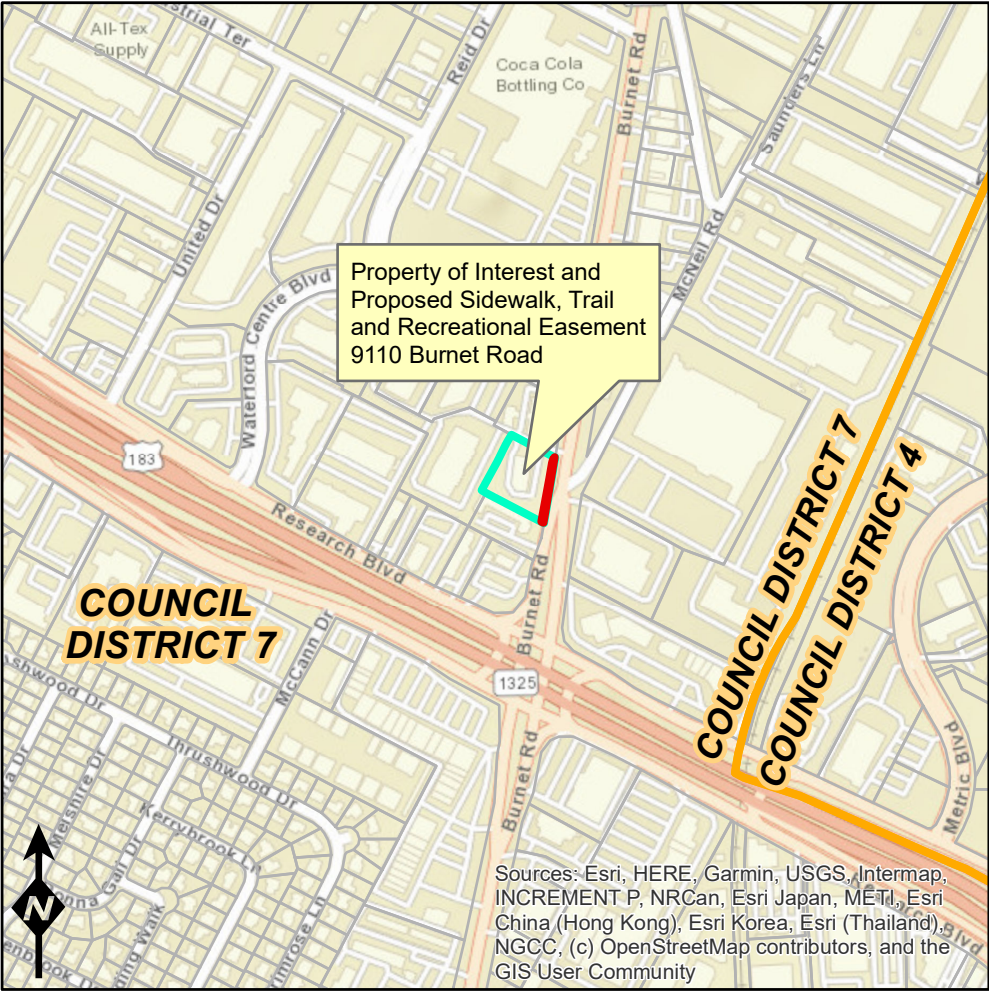 All-Tex
Supply
Reid Dr
Coca Cola
Bottling Co
Burnet Rd
Saunders Ln
United Dr
McNeil Rd
Waterford Centre Blvd
Property of Interest and
Proposed Sidewalk, Trail
and Recreational Easement
9110 Burnet Road
183
Research Blvd
Burnet Rd
COUNCIL DISTRICT 7
COUNCIL DISTRICT 4
COUNCIL
DISTRICT 7
McCann Dr
1325
Thrushwood Dr
Burnet Rd
Metric Blvd
Kerrybrook Ln
N
Sources: Esri, HERE, Garmin, USGS, Intermap,
INCREMENT P, NRCan, Esri Japan, METI, Esri
China (Hong Kong), Esri Korea, Esri (Thailand),
NGCC, (c) OpenStreetMap contributors, and the
GIS User Community